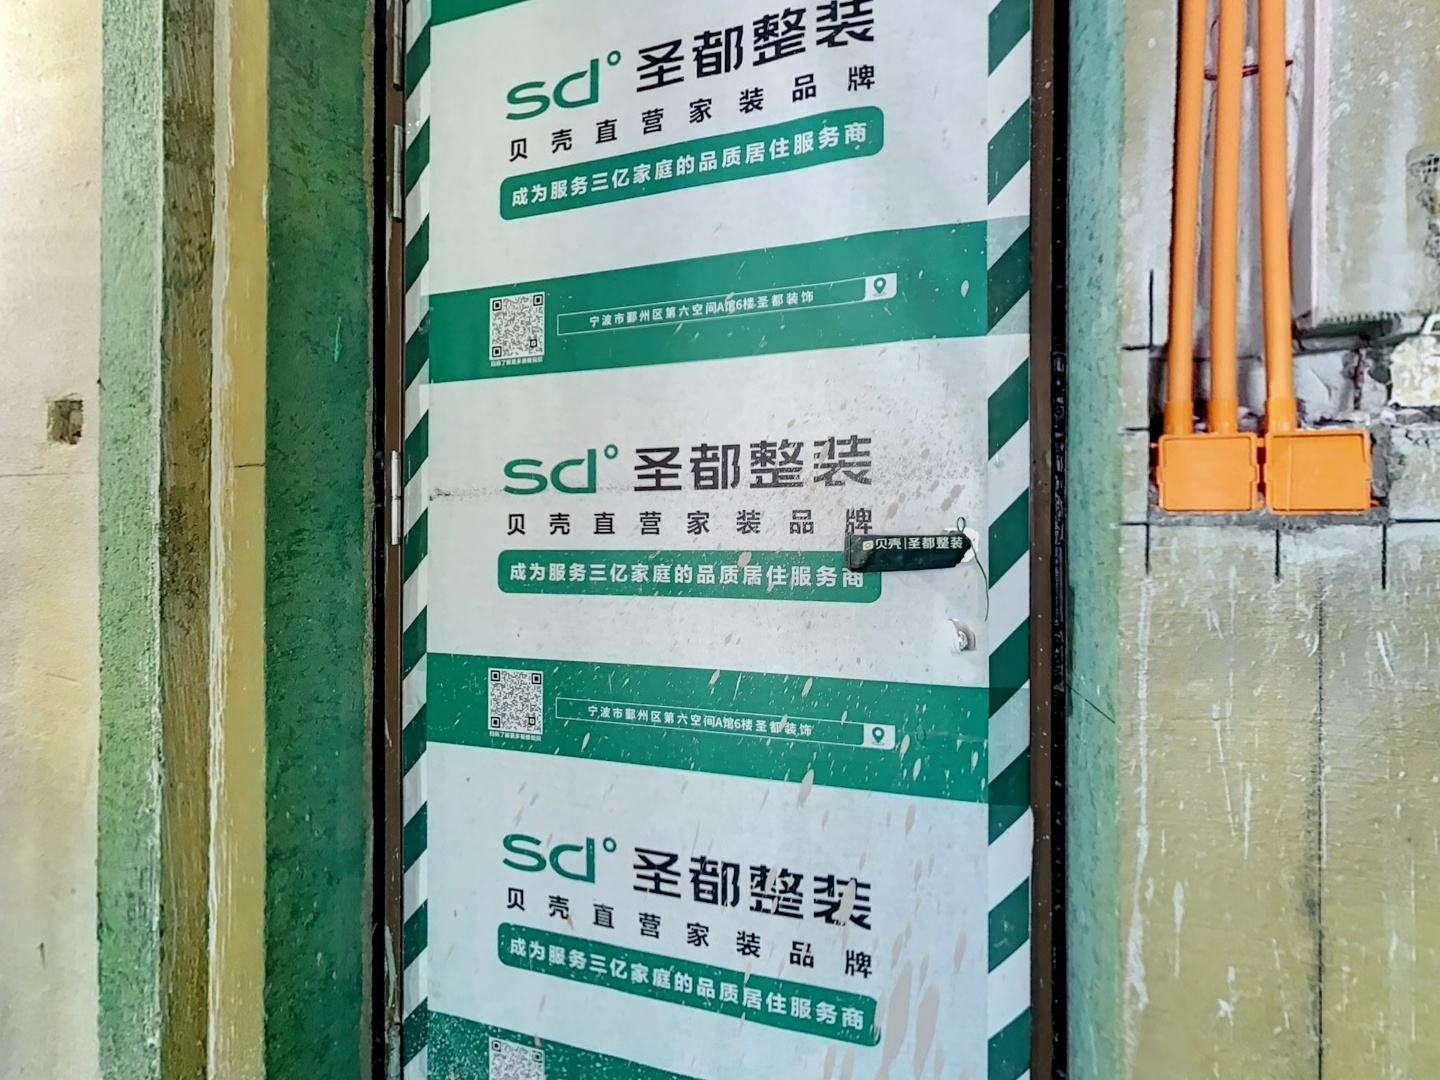 sd° 圣都整装
贝壳直营家装品牌
成为服务三亿家庭的品质居住服务商
宁波市鄞州区第六空间A馆6楼圣都装饰
sd° 圣都整装
贝壳直营家装品牌
贝壳|圣都整装
成为服务三亿家庭的品质居住服务商
宁波市鄞州区第六空间A馆6楼圣都装饰
sd° 圣都整装
贝壳直营家装品牌
成为服务三亿家庭的品质居住服务商